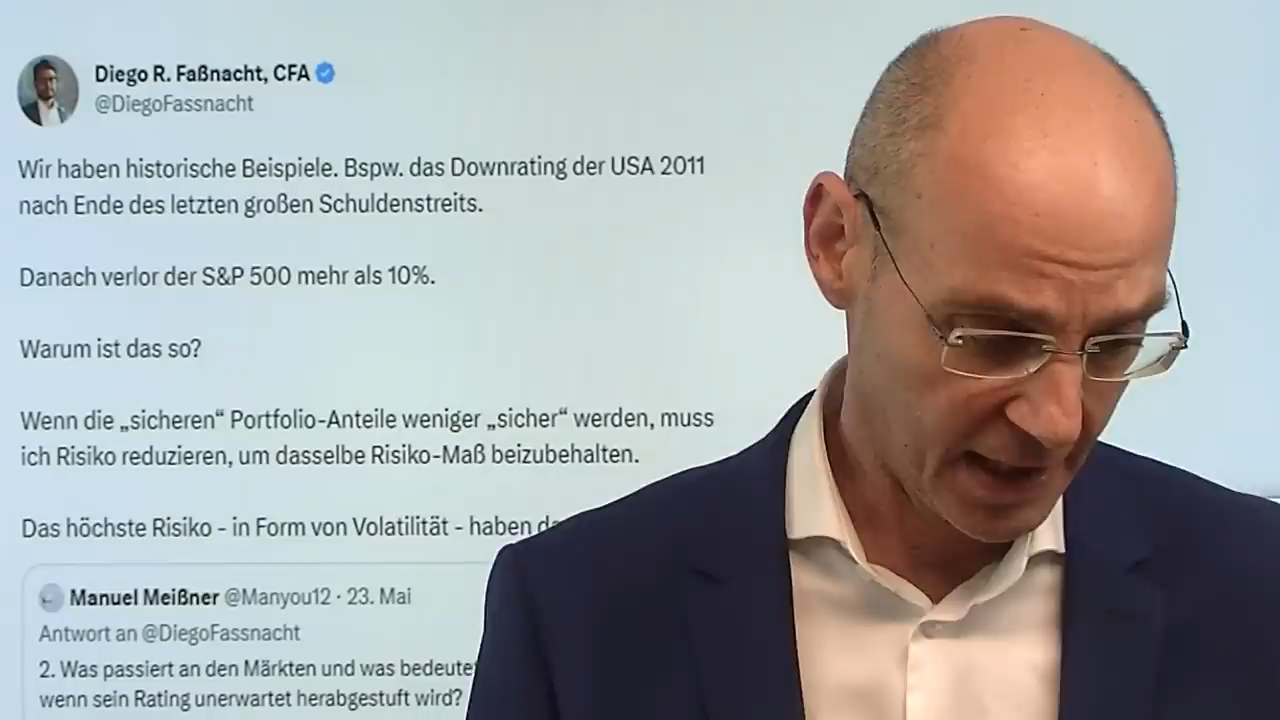 Diego R. Faßnacht, CFA
@DiegoFassnacht
Wir haben historische Beispiele. Bspw. das Downrating der USA 2011
nach Ende des letzten großen Schuldenstreits.
Danach verlor der S&P 500 mehr als 10%.
Warum ist das so?
Wenn die „sicheren“ Portfolio-Anteile weniger „sicher“ werden, muss
ich Risiko reduzieren, um dasselbe Risiko-Maß beizubehalten.
Das höchste Risiko - in Form von Volatilität - haben
Manuel Meißner @Manyou12 · 23. Mai
Antwort an @DiegoFassnacht
2. Was passiert an den Märkten und was
wenn sein Rating unerwartet herabgestuft wird?